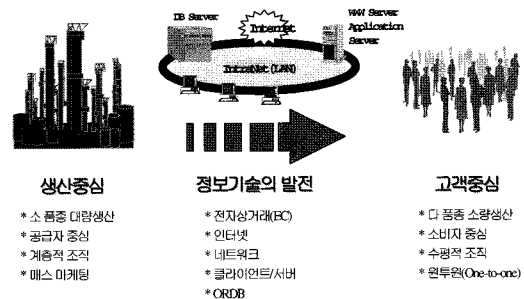 DB Server
Internet
WWW Server
Application
Server
IntraNet (LAN)
생산중심
* 소 품종 대량생산
* 공급자 중심
* 계층적 조직
* 매스 마케팅
정보기술의 발전
* 전자상거래(EC)
* 인터넷
* 네트워크
* 클라이언트/서버
* ORDB
고객중심
* 다 품종 소량생산
* 소비자 중심
* 수평적 조직
* 원투원(One-to-one)